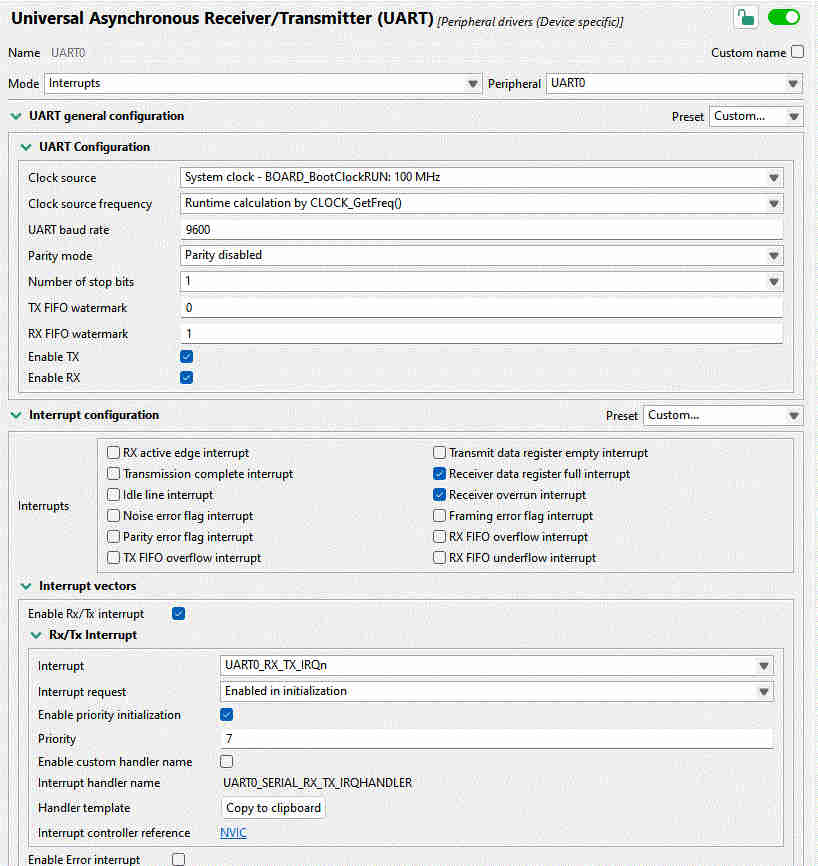 Universal Asynchronous Receiver/Transmitter (UART) [Peripheral drivers (Device specific)]
Name UART0 Custom name
Mode Interrupts Peripheral UART0
UART general configuration Preset Custom...
UART Configuration
Clock source System clock - BOARD_BootClockRUN: 100 MHz
Clock source frequency Runtime calculation by CLOCK_GetFreq()
UART baud rate 9600
Parity mode Parity disabled
Number of stop bits 1
TX FIFO watermark 0
RX FIFO watermark 1
Enable TX
Enable RX
Interrupt configuration Preset Custom...
RX active edge interrupt Transmit data register empty interrupt
Transmission complete interrupt Receiver data register full interrupt
Idle line interrupt Receiver overrun interrupt
Interrupts
Noise error flag interrupt Framing error flag interrupt
Parity error flag interrupt RX FIFO overflow interrupt
TX FIFO overflow interrupt RX FIFO underflow interrupt
Interrupt vectors
Enable Rx/Tx interrupt
Rx/Tx Interrupt
Interrupt UART0_RX_TX_IRQn
Interrupt request Enabled in initialization
Enable priority initialization
Priority 7
Enable custom handler name
Interrupt handler name UART0_SERIAL_RX_TX_IRQHANDLER
Handler template Copy to clipboard
Interrupt controller reference NVIC
Enable Error interrupt